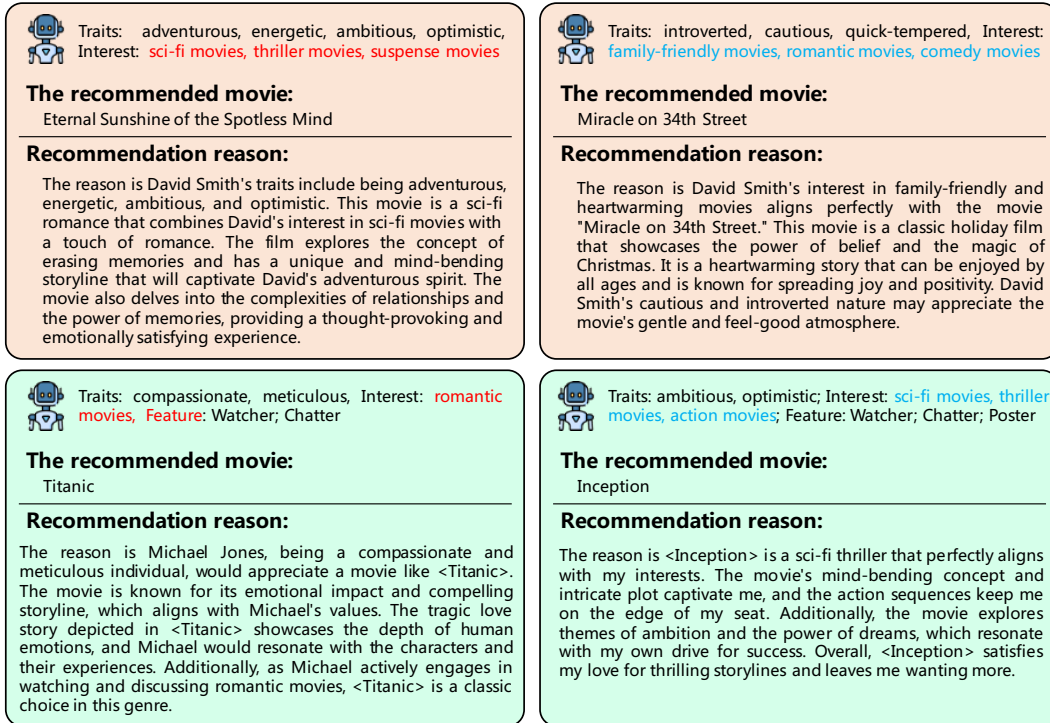 Traits: adventurous, energetic, ambitious, optimistic,
Interest: sci-fi movies, thriller movies, suspense movies
The recommended movie:
Eternal Sunshine of the Spotless Mind
Recommendation reason:
The reason is David Smith's traits include being adventurous,
energetic, ambitious, and optimistic. This movie is a sci-fi
romance that combines David's interest in sci-fi movies with
a touch of romance. The film explores the concept of
erasing memories and has a unique and mind-bending
storyline that will captivate David's adventurous spirit. The
movie also delves into the complexities of relationships and
the power of memories, providing a thought-provoking and
emotionally satisfying experience.
Traits: introverted, cautious, quick-tempered, Interest:
family-friendly movies, romantic movies, comedy movies
The recommended movie:
Miracle on 34th Street
Recommendation reason:
The reason is David Smith's interest in family-friendly and
heartwarming movies aligns perfectly with the movie
"Miracle on 34th Street." This movie is a classic holiday film
that showcases the power of belief and the magic of
Christmas. It is a heartwarming story that can be enjoyed by
all ages and is known for spreading joy and positivity. David
Smith's cautious and introverted nature may appreciate the
movie's gentle and feel-good atmosphere.
Traits: compassionate, meticulous, Interest: romantic
movies, Feature: Watcher; Chatter
The recommended movie:
Titanic
Recommendation reason:
The reason is Michael Jones, being a compassionate and
meticulous individual, would appreciate a movie like <Titanic>.
The movie is known for its emotional impact and compelling
storyline, which aligns with Michael's values. The tragic love
story depicted in <Titanic> showcases the depth of human
emotions, and Michael would resonate with the characters and
their experiences. Additionally, as Michael actively engages in
watching and discussing romantic movies, <Titanic> is a classic
choice in this genre.
Traits: ambitious, optimistic; Interest: sci-fi movies, thriller
movies, action movies; Feature: Watcher; Chatter; Poster
The recommended movie:
Inception
Recommendation reason:
The reason is <Inception> is a sci-fi thriller that perfectly aligns
with my interests. The movie's mind-bending concept and
intricate plot captivate me, and the action sequences keep me
on the edge of my seat. Additionally, the movie explores
themes of ambition and the power of dreams, which resonate
with my own drive for success. Overall, <Inception> satisfies
my love for thrilling storylines and leaves me wanting more.